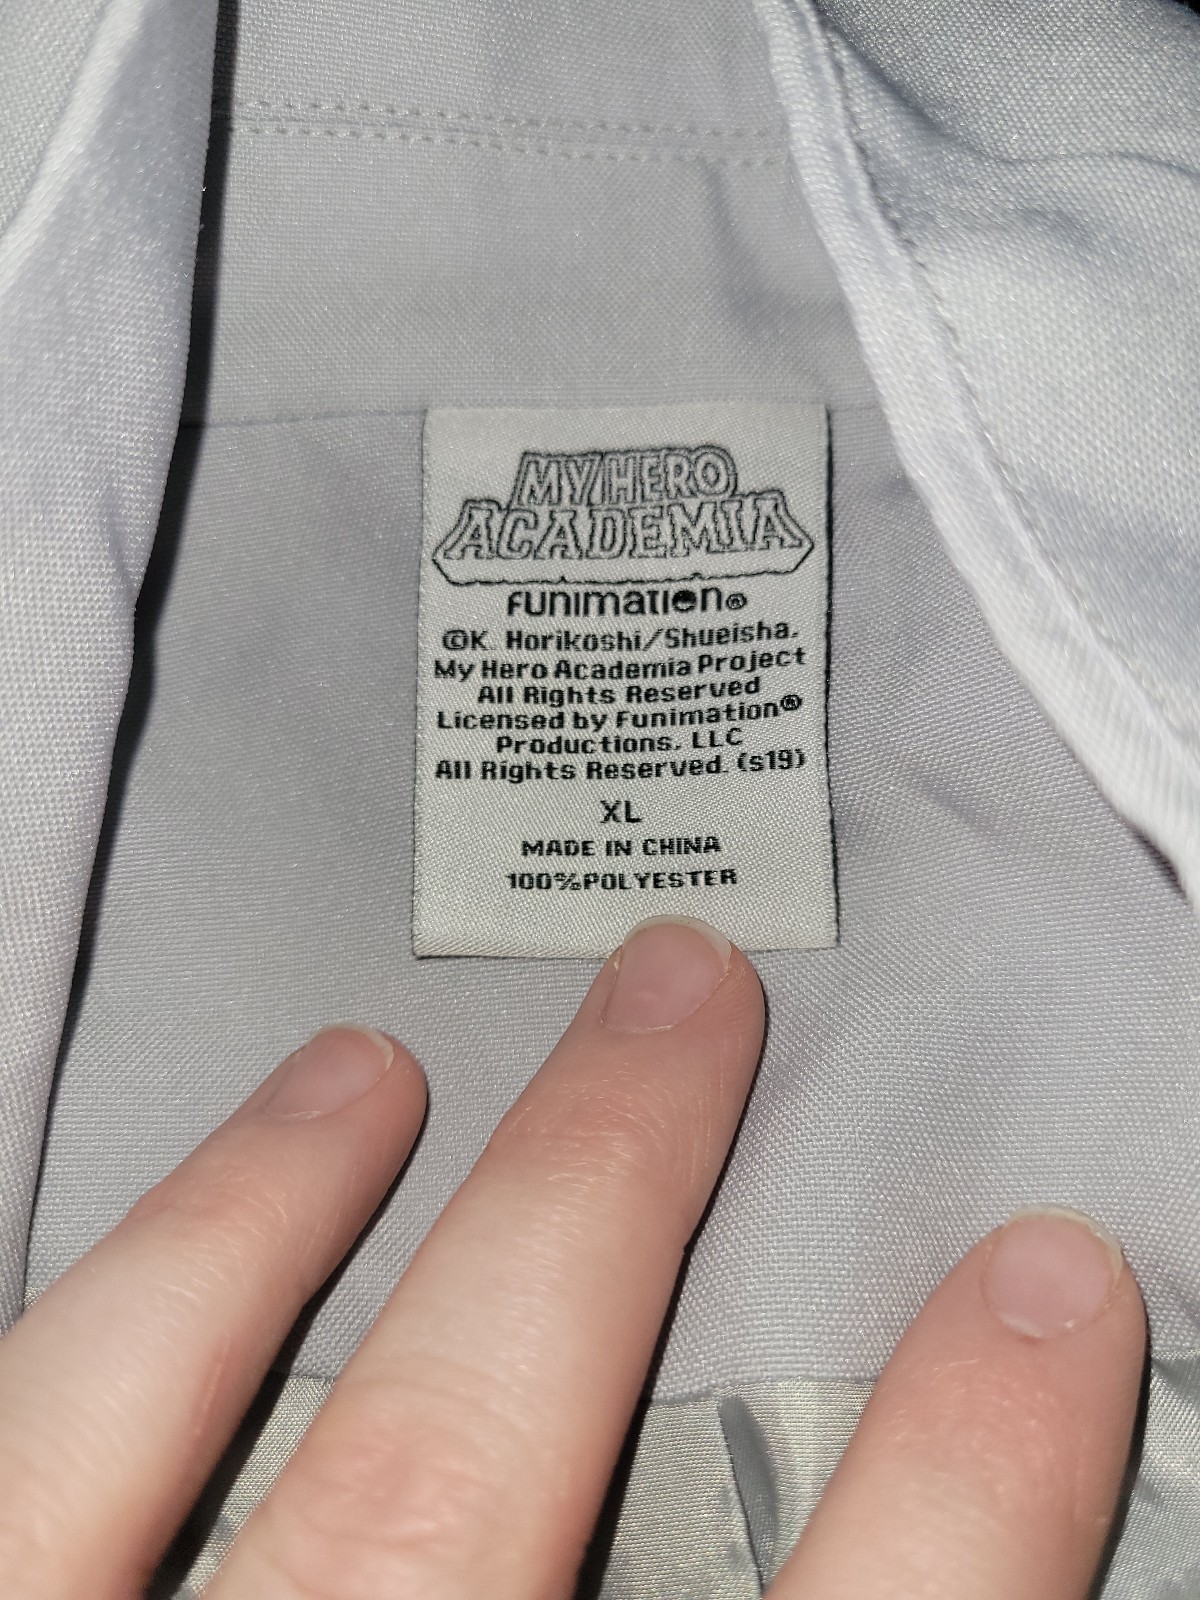 MY HERO
ACADEMIA
FUNIMATION®
©K. Horikoshi/Shueisha.
My Hero Academia Project
All Rights Reserved
Licensed by Funimation®
Productions, LLC
All Rights Reserved. (s19)
XL
MADE IN CHINA
100%POLYESTER